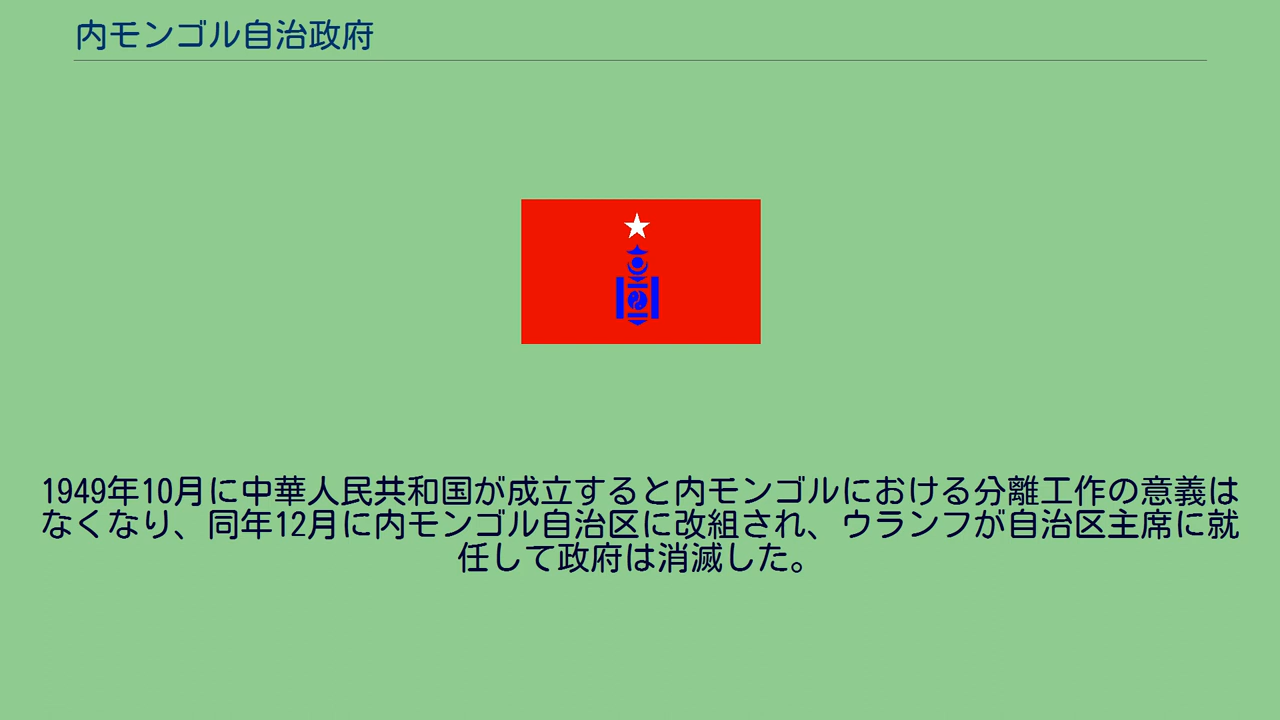 内モンゴル自治政府
1949年10月に中華人民共和国が成立すると内モンゴルにおける分離工作の意義は
なくなり、同年12月に内モンゴル自治区に改組され、ウランフが自治区主席に就
任して政府は消滅した。